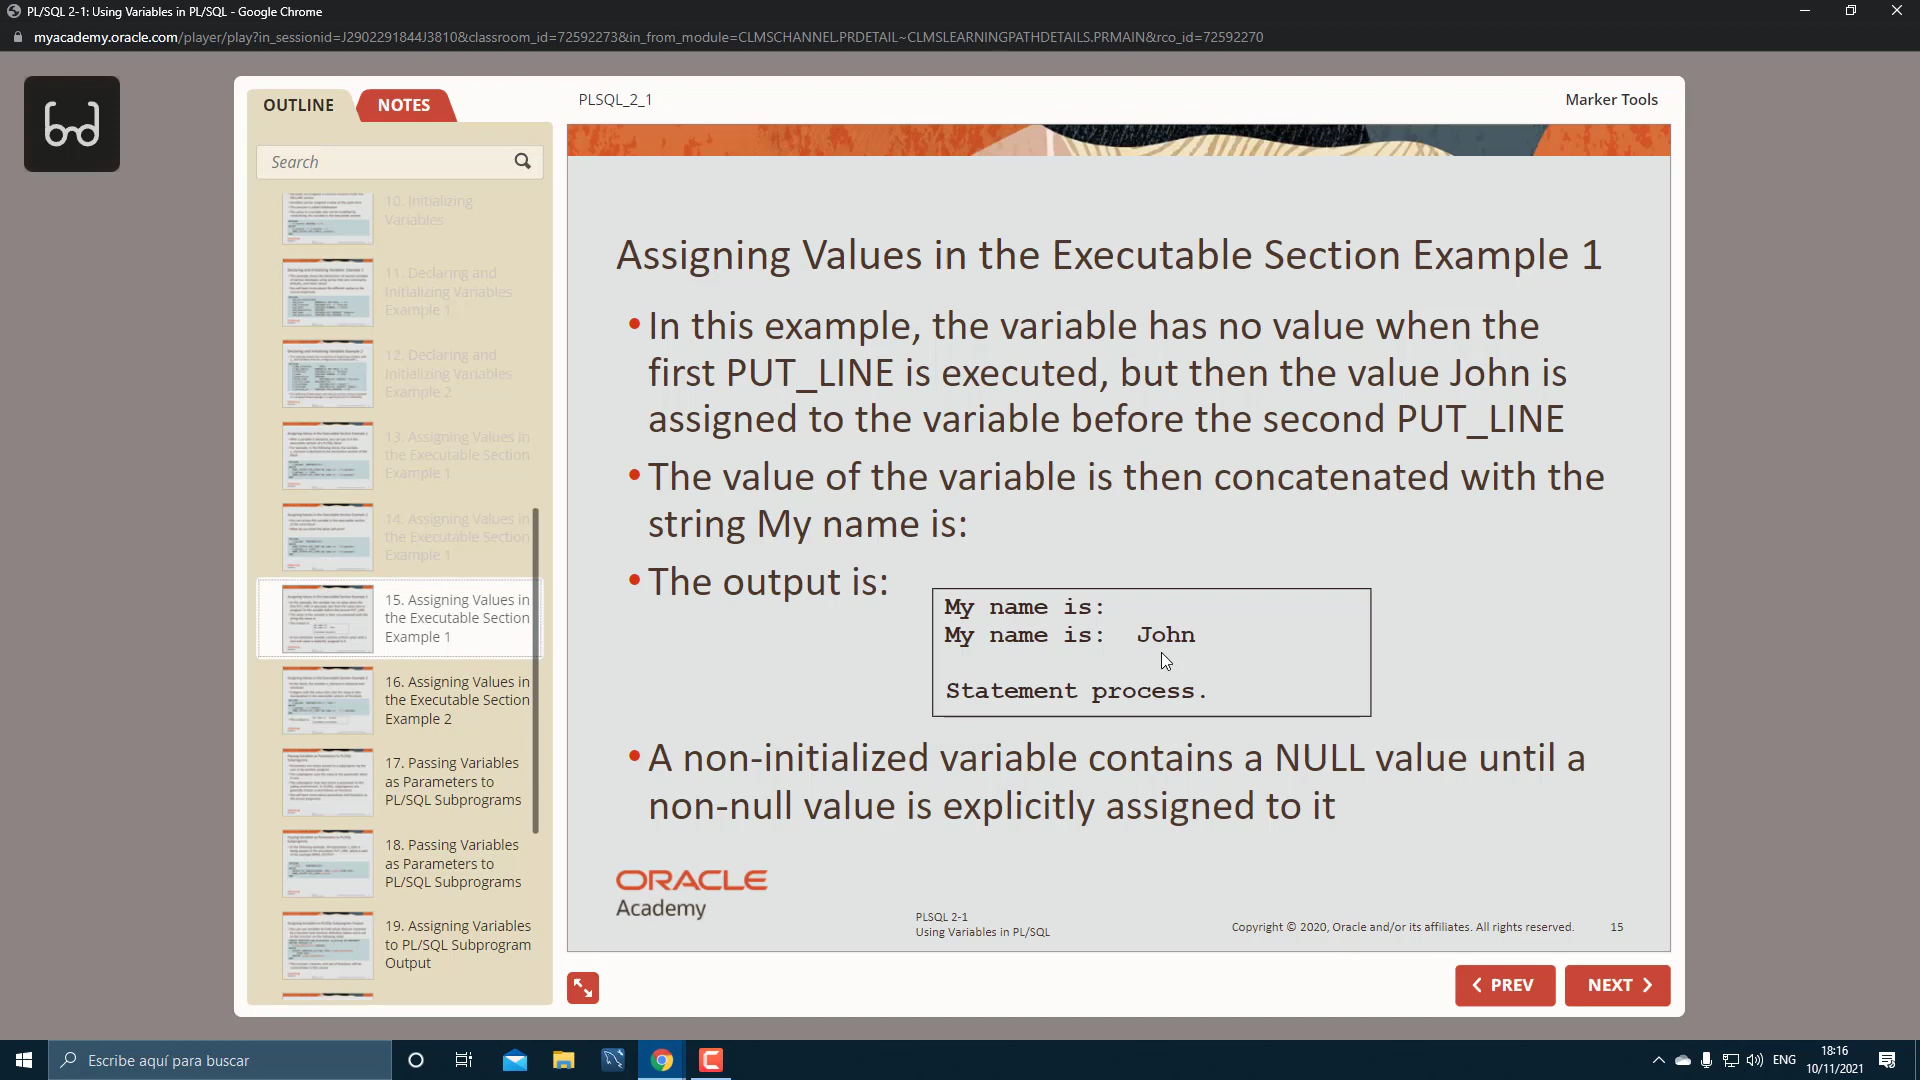 PL/SQL 2-1: Using Variables in PL/SQL - Google Chrome
myacademy.oracle.com/player/play?in_sessionid=J2902291844J3810&classroom_id=72592273&in_from_module=CLMSCHANNEL.PRDETAIL~CLMSLEARNINGPATHDETAILS.PRMAIN&rco_id=72592270
OUTLINE
NOTES
Search
10. Initializing
Variables
11. Declaring and
Initializing Variables
Example 1
12. Declaring and
Initializing Variables
Example 2
13. Assigning Values in
the Executable Section
Example 1
14. Assigning Values in
the Executable Section
Example 1
15. Assigning Values in
the Executable Section
Example 1
16. Assigning Values in
the Executable Section
Example 2
17. Passing Variables
as Parameters to
PL/SQL Subprograms
18. Passing Variables
as Parameters to
PL/SQL Subprograms
19. Assigning Variables
to PL/SQL Subprogram
Output
PLSQL_2_1
Marker Tools
Assigning Values in the Executable Section Example 1
•In this example, the variable has no value when the
first PUT_LINE is executed, but then the value John is
assigned to the variable before the second PUT_LINE
•The value of the variable is then concatenated with the
string My name is:
•The output is:
My name is:
My name is:  John
Statement process.
•A non-initialized variable contains a NULL value until a
non-null value is explicitly assigned to it
ORACLE
Academy
PLSQL 2-1
Using Variables in PL/SQL
Copyright © 2020, Oracle and/or its affiliates. All rights reserved.
15
PREV
NEXT
Escribe aquí para buscar
ENG
18:16
10/11/2021